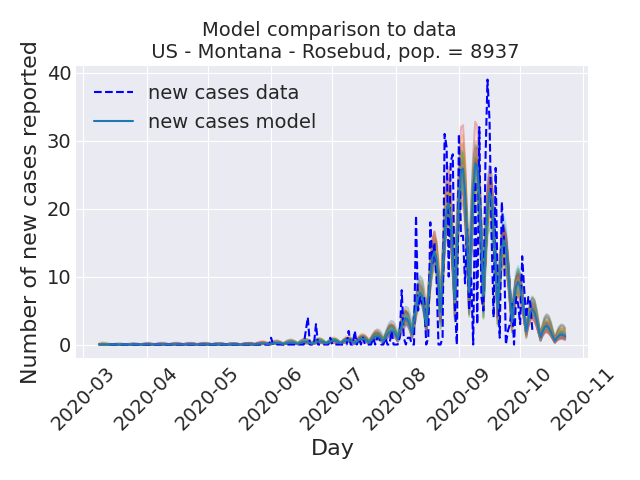 Model comparison to data
US - Montana - Rosebud, pop. = 8937
Number of new cases reported
40
30
20
10
0
new cases data
new cases model
2020-03
2020-04
2020-05
2020-06
2020-07
2020-08
2020-09
2020-10
2020-11
Day